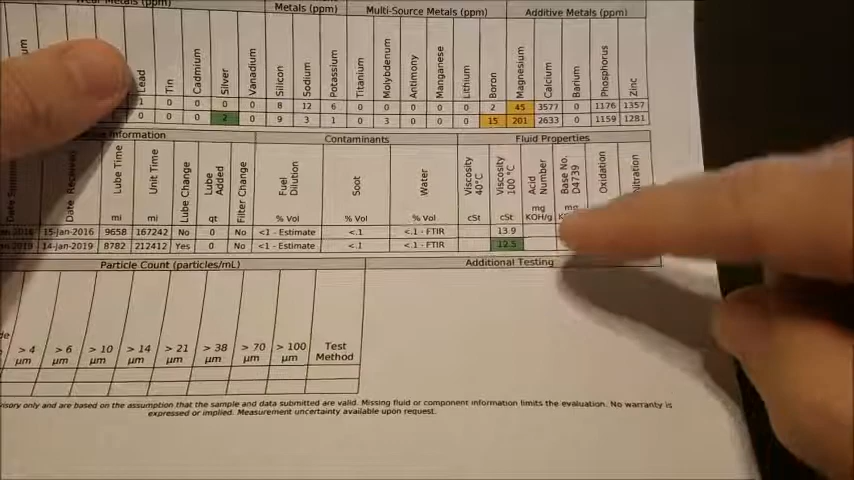 Metals (ppm) Multi-Source Metals (ppm) Additive Metals (ppm)
Lead Tin Cadmium Silver Vanadium Silicon Sodium Potassium Titanium Molybdenum Antimony Manganese Lithium Boron Magnesium Calcium Barium Phosphorus Zinc
1 0 0 0 0 8 12 6 0 0 0 0 0 2 45 3577 0 1176 1357
0 0 0 2 0 9 3 1 0 3 0 0 0 15 201 2633 0 1159 1281
Information Contaminants Fluid Properties
Lube Time Unit Time Lube Change Lube Added Filter Change Fuel Dilution Soot Water Viscosity 40°C Viscosity 100 °C Acid Number Base No. D4739 Oxidation
mi mi qt % Vol % Vol % Vol cSt cSt mg KOH/g mg
15-Jan-2016 9658 167242 No 0 No <1 - Estimate <.1 <.1 - FTIR 13.9
14-Jan-2019 8782 212412 Yes 0 No <1 - Estimate <.1 <.1 - FTIR 12.5
Particle Count (particles/mL) Additional Testing
> 4 µm > 6 µm > 10 µm > 14 µm > 21 µm > 38 µm > 70 µm > 100 µm Test Method
only and are based on the assumption that the sample and data submitted are valid. Missing fluid or component information limits the evaluation. No warranty is
expressed or implied. Measurement uncertainty available upon request.